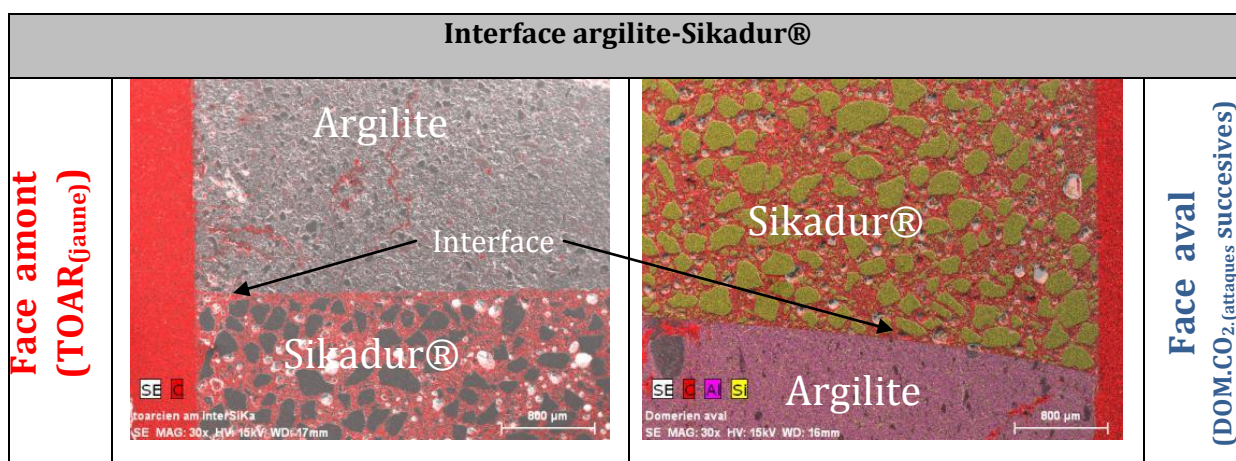 Interface argilite-Sikadur®
Face amont
(TOAR(jaune))
Argilite
Interface
Sikadur®
SE C
toarcien am InterSiKa
800 µm
SE MAG: 30x HV: 15kV WD: 17mm
Sikadur®
Argilite
SE C Al Si
Domerien aval
800 µm
SE MAG: 30x HV: 15kV WD: 16mm
Face aval
(DOM.CO2.(attaques succesives)